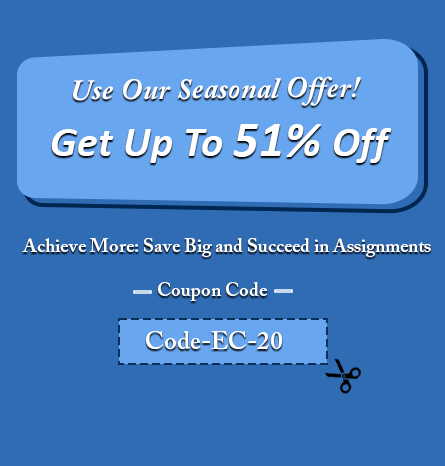 Use Our Seasonal Offer!
Get Up To 51% Off
Achieve More: Save Big and Succeed in Assignments
Coupon Code
Code-EC-20